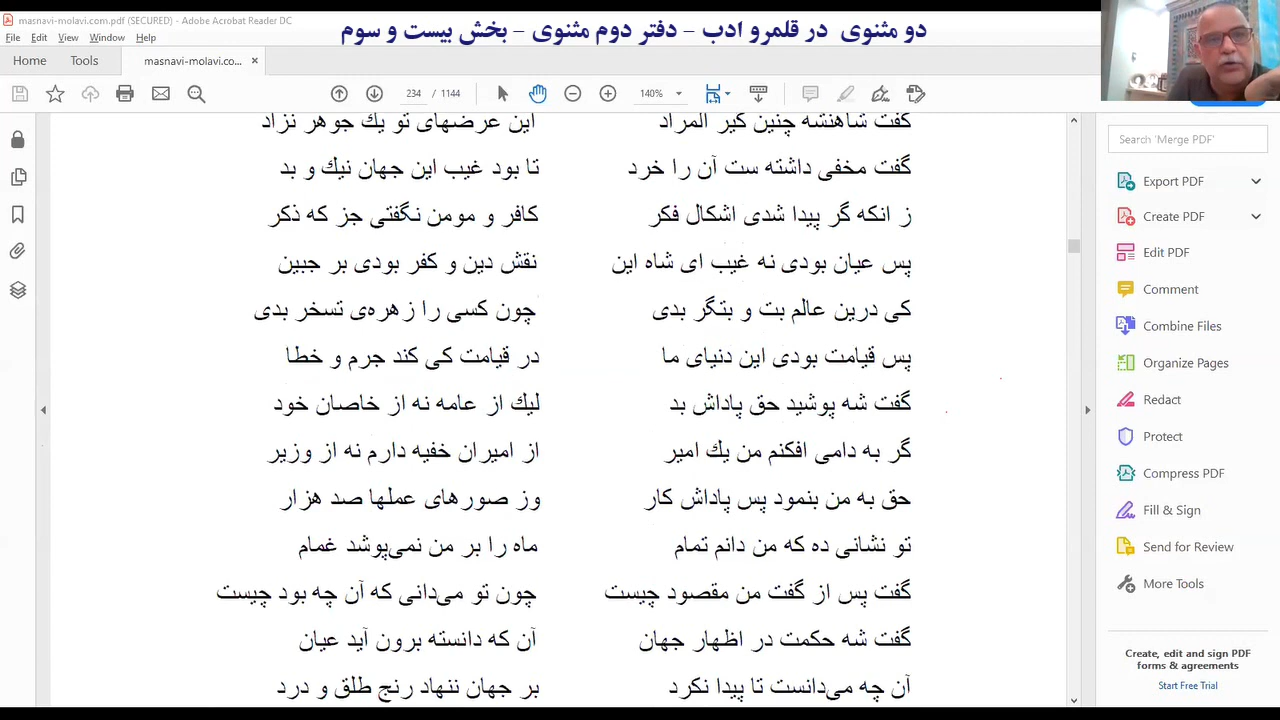 masnavi-molavi.com.pdf (SECURED) - Adobe Acrobat Reader DC
File Edit View Window Help
دو مثنوی در قلمرو ادب - دفتر دوم مثنوی - بخش بیست و سوم
Home Tools masnavi-molavi.co... ×
234 / 1144 140%
گفت شاهنشه چنین گیر المراد این عرضهای تو یك جوهر نزاد
گفت مخفی داشته ست آن را خرد تا بود غیب این جهان نیك و بد
ز انکه گر پیدا شدی اشکال فکر کافر و مومن نگفتی جز که ذکر
پس عیان بودی نه غیب ای شاه این نقش دین و کفر بودی بر جبین
کی درین عالم بت و بتگر بدی چون کسی را زهره‌ی تسخر بدی
پس قیامت بودی این دنیای ما در قیامت کی کند جرم و خطا
گفت شه پوشید حق پاداش بد لیك از عامه نه از خاصان خود
گر به دامی افکنم من یك امیر از امیران خفیه دارم نه از وزیر
حق به من بنمود پس پاداش کار وز صورهای عملها صد هزار
تو نشانی ده که من دانم تمام ماه را بر من نمی‌پوشد غمام
گفت پس از گفت من مقصود چیست چون تو می‌دانی که آن چه بود چیست
گفت شه حکمت در اظهار جهان آن که دانسته برون آید عیان
آن چه می‌دانست تا پیدا نکرد بر جهان ننهاد رنج طلق و درد
Search 'Merge PDF'
Export PDF
Create PDF
Edit PDF
Comment
Combine Files
Organize Pages
Redact
Protect
Compress PDF
Fill & Sign
Send for Review
More Tools
Create, edit and sign PDF
forms & agreements
Start Free Trial